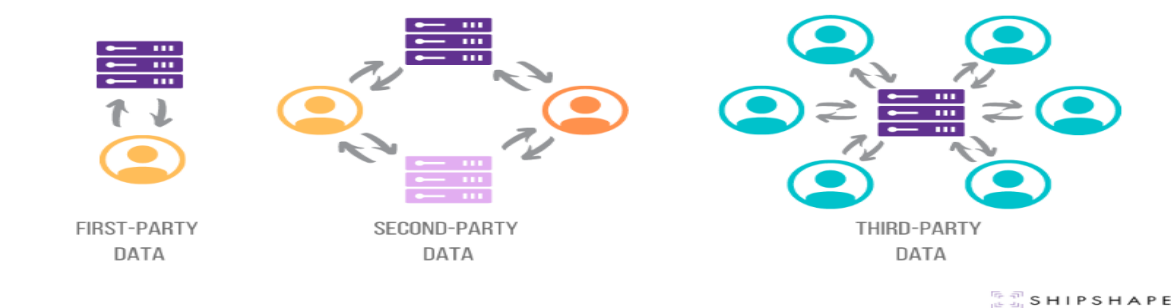 FIRST-PARTY
DATA
SECOND-PARTY
DATA
THIRD-PARTY
DATA
SHIPSHAPE